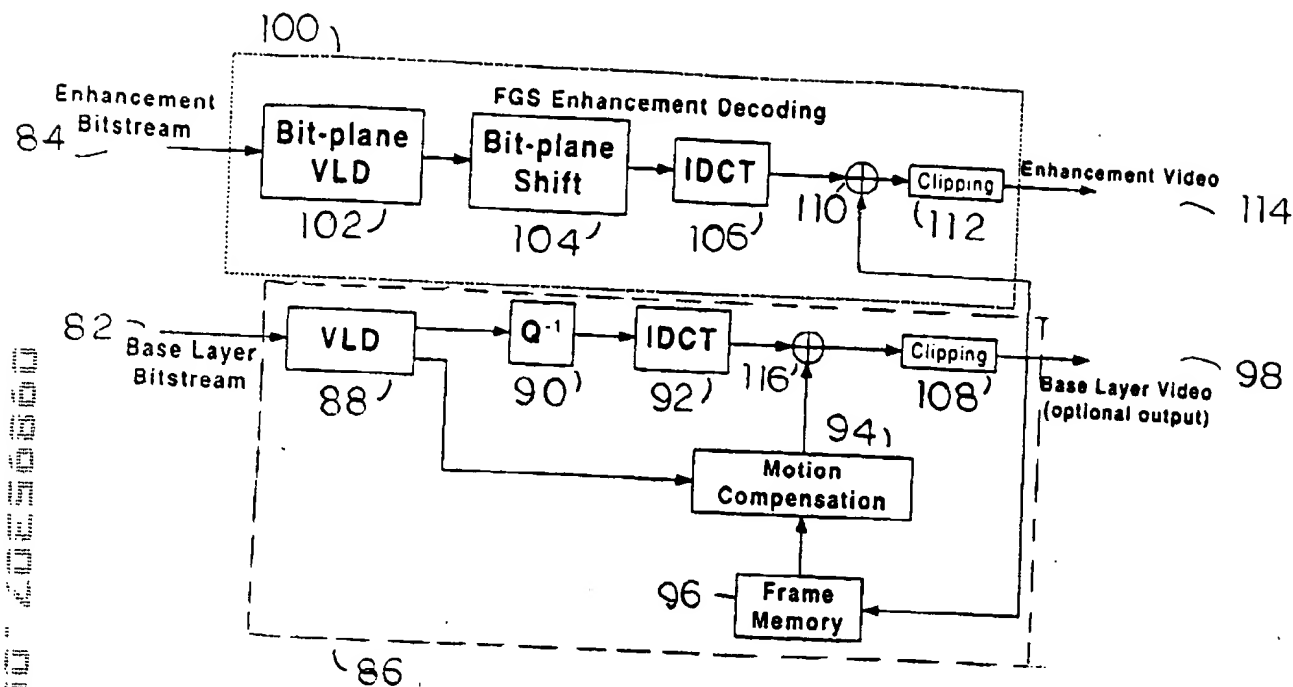 100
FGS Enhancement Decoding
Enhancement
Bitstream
84
Bit-plane
VLD
102
Bit-plane
Shift
104
IDCT
106
110
Clipping
112
Enhancement Video
114
82
Base Layer
Bitstream
VLD
88
Q-1
90
IDCT
92
116
Clipping
108
Base Layer Video
(optional output)
98
94
Motion
Compensation
96
Frame
Memory
86